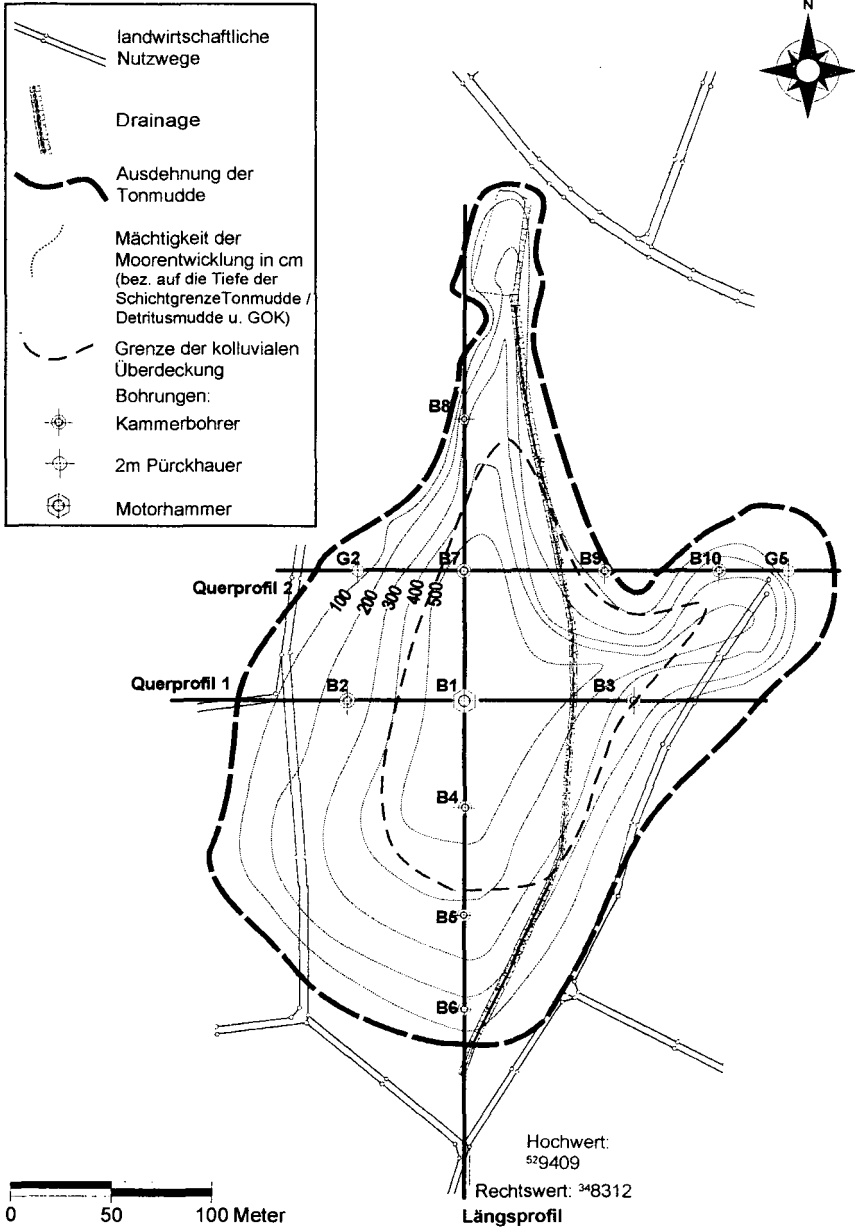 landwirtschaftliche
Nutzwege
Drainage
Ausdehnung der
Tonmudde
Mächtigkeit der
Moorentwicklung in cm
(bez. auf die Tiefe der
SchichtgrenzeTonmudde /
Detritusmudde u. GOK)
Grenze der kolluvialen
Überdeckung
Bohrungen:
Kammerbohrer
2m Pürckhauer
Motorhammer
N
B8
G2
B7
B9
B10
G5
Querprofil 2
100
200
300
400
500
Querprofil 1
B2
B1
B3
B4
B5
B6
Hochwert:
⁵²9409
Rechtswert: ³⁴8312
0 50 100 Meter
Längsprofil